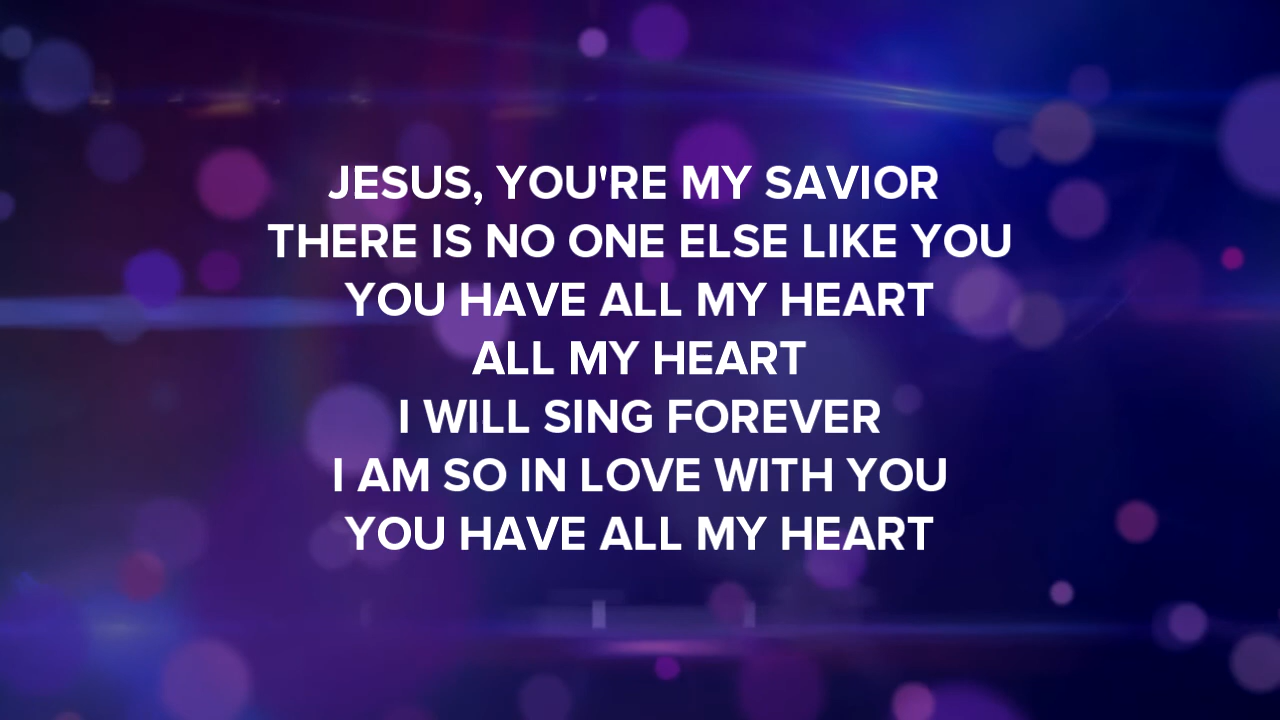 JESUS, YOU'RE MY SAVIOR
THERE IS NO ONE ELSE LIKE YOU
YOU HAVE ALL MY HEART
ALL MY HEART
I WILL SING FOREVER
I AM SO IN LOVE WITH YOU
YOU HAVE ALL MY HEART